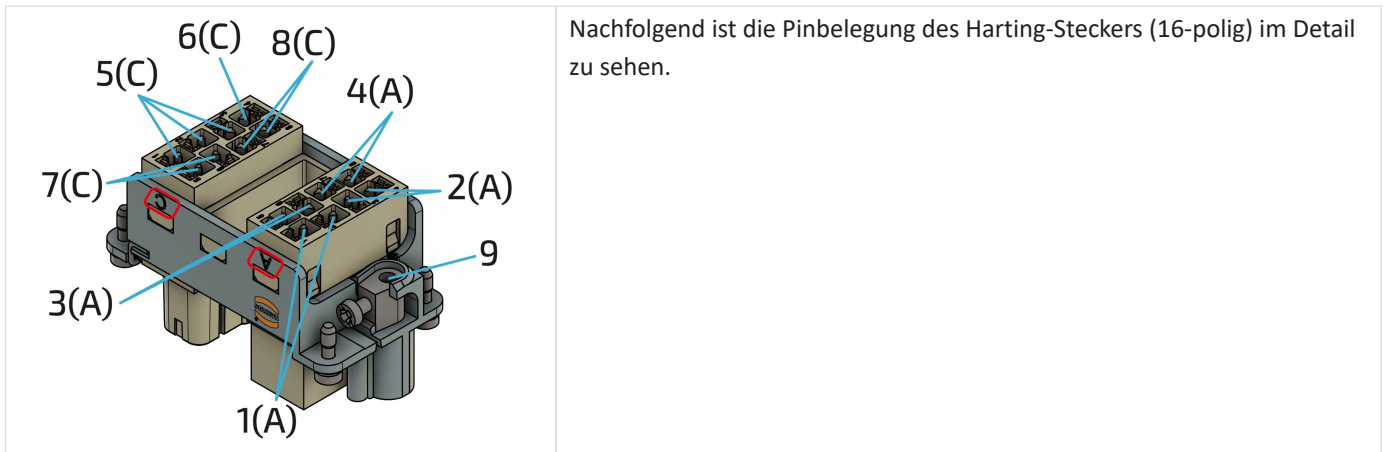 6(C)
8(C)
5(C)
4(A)
7(C)
2(A)
C
A
9
3(A)
1(A)
Nachfolgend ist die Pinbelegung des Harting-Steckers (16-polig) im Detail
zu sehen.